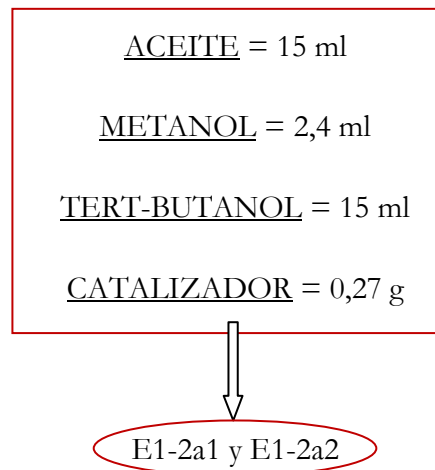 ACEITE = 15 ml
METANOL = 2,4 ml
TERT-BUTANOL = 15 ml
CATALIZADOR = 0,27 g
E1-2a1 y E1-2a2